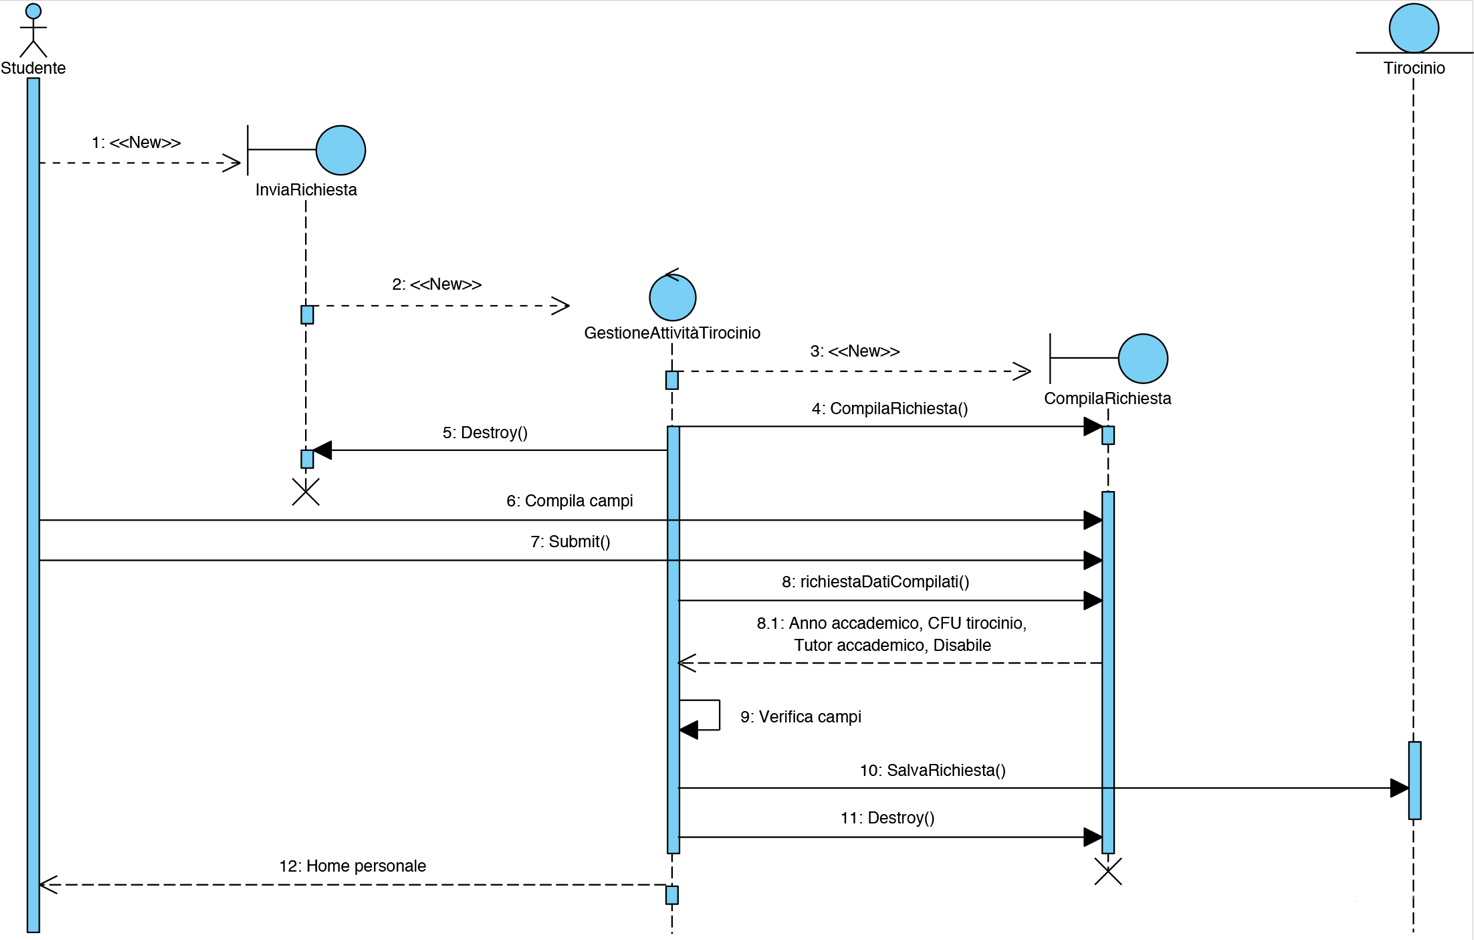 Studente
Tirocinio
1: <<New>>
InviaRichiesta
2: <<New>>
GestioneAttivitàTirocinio
3: <<New>>
CompilaRichiesta
4: CompilaRichiesta()
5: Destroy()
6: Compila campi
7: Submit()
8: richiestaDatiCompilati()
8.1: Anno accademico, CFU tirocinio,
Tutor accademico, Disabile
9: Verifica campi
10: SalvaRichiesta()
11: Destroy()
12: Home personale